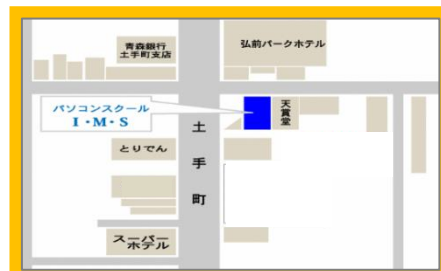 青森銀行
土手町支店
弘前パークホテル
パソコンスクール
I・M・S
天賞堂
土手町
とりでん
スーパー
ホテル